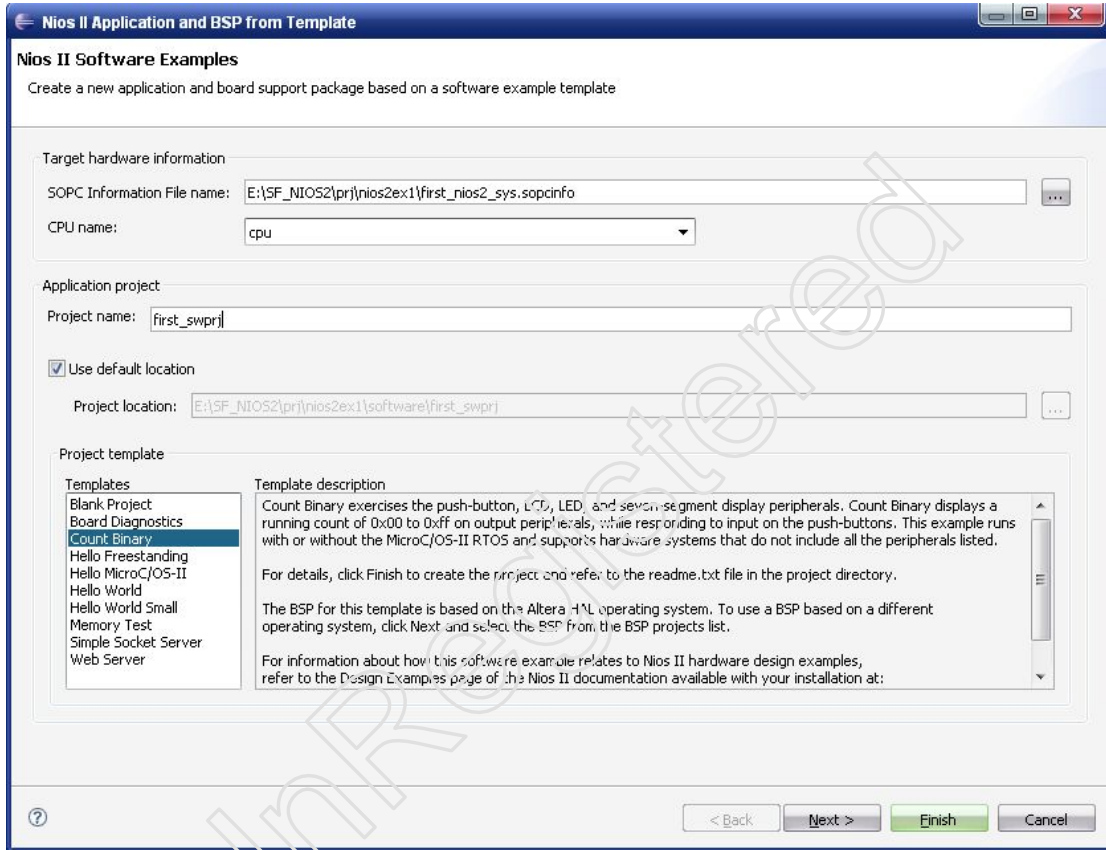 Nios II Application and BSP from Template
Nios II Software Examples
Create a new application and board support package based on a software example template
Target hardware information
SOPC Information File name: E:\SF_NIOS2\prj\nios2ex1\first_nios2_sys.sopcinfo ...
CPU name: cpu
Application project
Project name: first_swprj
Use default location
Project location: E:\SF_NIOS2\prj\nios2ex1\software\first_swprj ...
Project template
Templates
Blank Project
Board Diagnostics
Count Binary
Hello Freestanding
Hello MicroC/OS-II
Hello World
Hello World Small
Memory Test
Simple Socket Server
Web Server
Template description
Count Binary exercises the push-button, LCD, LED, and seven-segment display peripherals. Count Binary displays a
running count of 0x00 to 0xff on output peripherals, while responding to input on the push-buttons. This example runs
with or without the MicroC/OS-II RTOS and supports hardware systems that do not include all the peripherals listed.
For details, click Finish to create the project and refer to the readme.txt file in the project directory.
The BSP for this template is based on the Altera HAL operating system. To use a BSP based on a different
operating system, click Next and select the BSP from the BSP projects list.
For information about how this software example relates to Nios II hardware design examples,
refer to the Design Examples page of the Nios II documentation available with your installation at:
? < Back Next > Finish Cancel
InRegistered